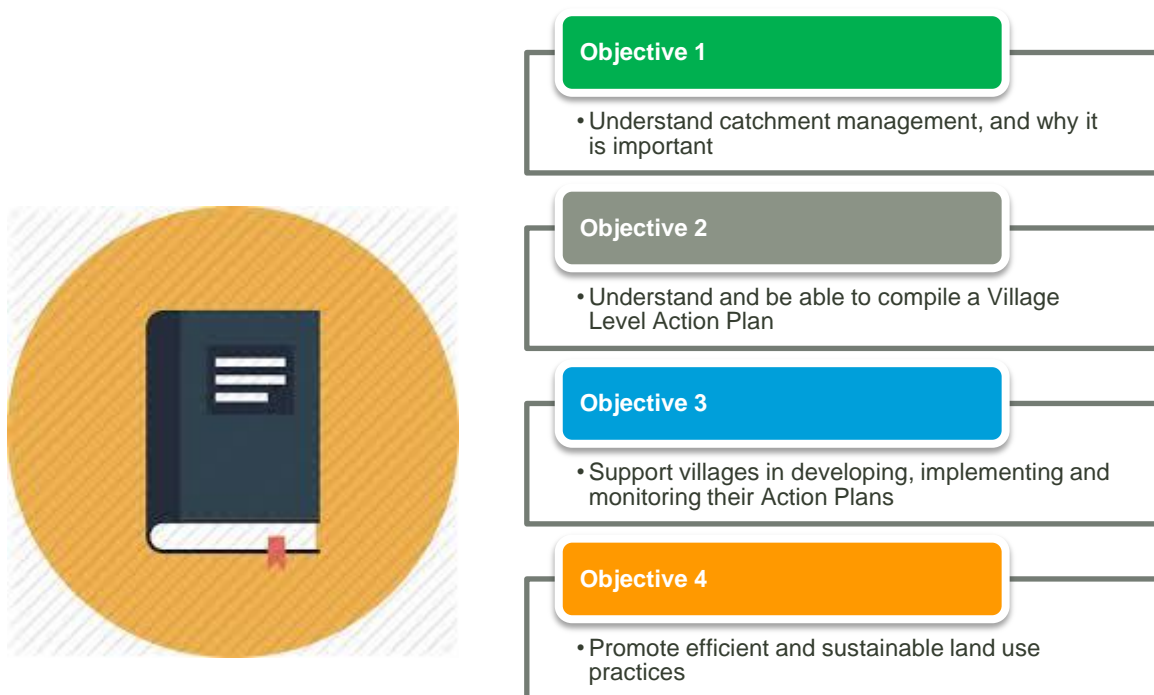 Objective 1
• Understand catchment management, and why it
is important
Objective 2
• Understand and be able to compile a Village
Level Action Plan
Objective 3
• Support villages in developing, implementing and
monitoring their Action Plans
Objective 4
• Promote efficient and sustainable land use
practices